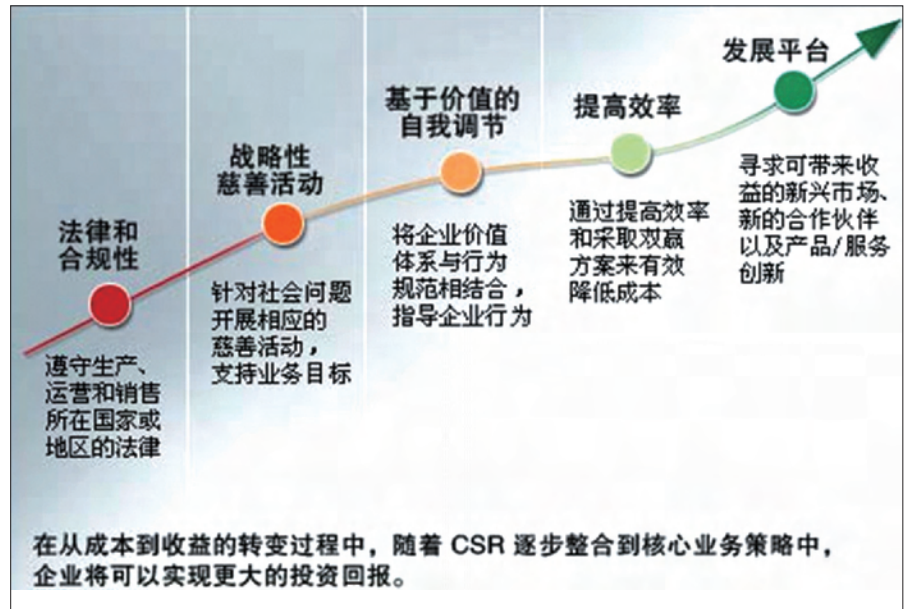 法律和
合规性
遵守生产、
运营和销售
所在国家或
地区的法律
战略性
慈善活动
针对社会问题
开展相应的
慈善活动，
支持业务目标
基于价值的
自我调节
将企业价值
体系与行为
规范相结合，
指导企业行为
提高效率
通过提高效率
和采取双赢
方案来有效
降低成本
发展平台
寻求可带来收
益的新兴市场、
新的合作伙伴
以及产品/服务
创新
在从成本到收益的转变过程中，随着 CSR 逐步整合到核心业务策略中，
企业将可以实现更大的投资回报。